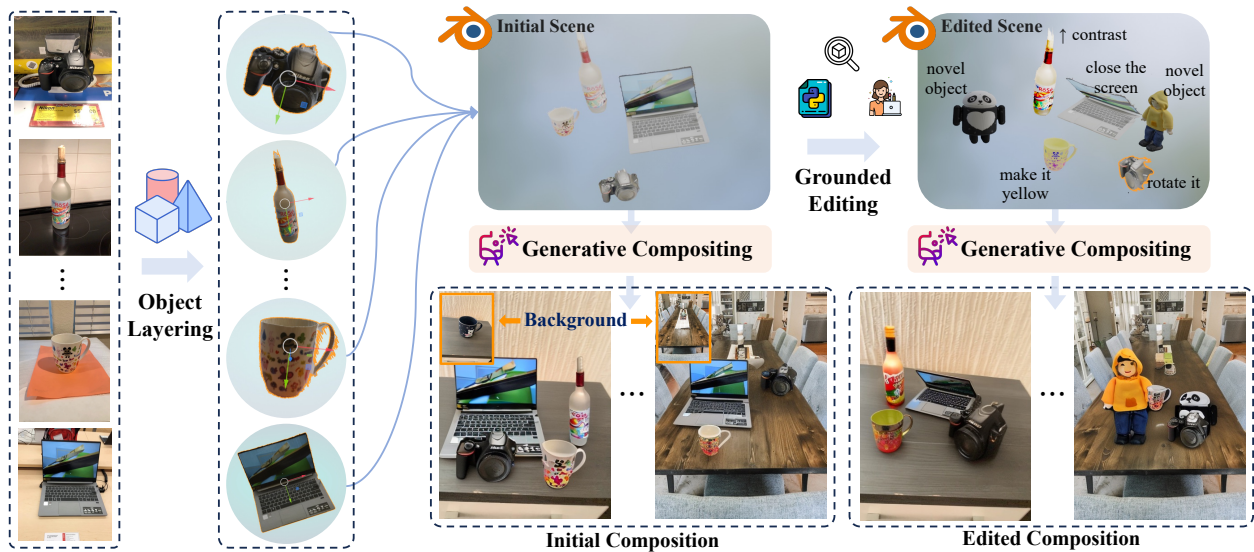 Initial Scene
Edited Scene
↑ contrast
novel
object
close the
screen
novel
object
make it
yellow
rotate it
Grounded
Editing
Object
Layering
Generative Compositing
Generative Compositing
Background
Initial Composition
Edited Composition